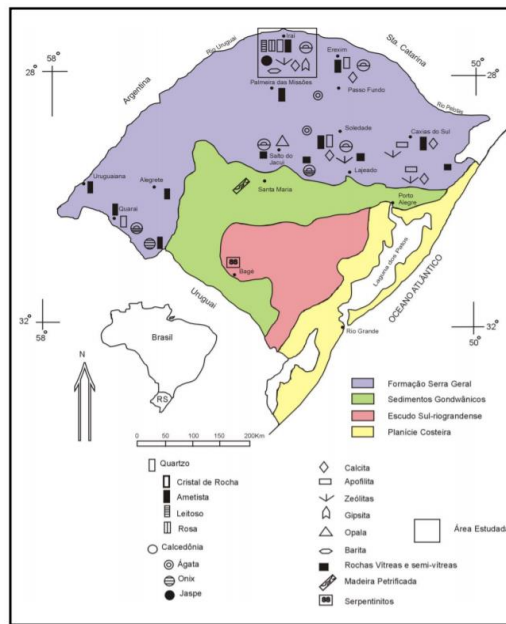 Rio Uruguai
Iraí
Sta. Catarina
50°
28°
58°
28°
Argentina
Erexim
Palmeira das Missões
Passo Fundo
Rio Pelotas
Soledade
Caxias do Sul
Salto do
Jacuí
Lajeado
Uruguaiana
Alegrete
Santa Maria
Porto
Alegre
Quaraí
Laguna dos Patos
OCEANO ATLÂNTICO
SS
Bagé
Uruguai
32°
58°
Rio Grande
32°
50°
Brasil
RS
N
0 50 100 150 200Km
Formação Serra Geral
Sedimentos Gondwânicos
Escudo Sul-riograndense
Planície Costeira
Quartzo
Cristal de Rocha
Ametista
Leitoso
Rosa
Calcedônia
Ágata
Onix
Jaspe
Calcita
Apofilita
Zeólitas
Gipsita
Opala
Barita
Rochas Vítreas e semi-vítreas
Madeira Petrificada
SS Serpentinitos
Área Estudada